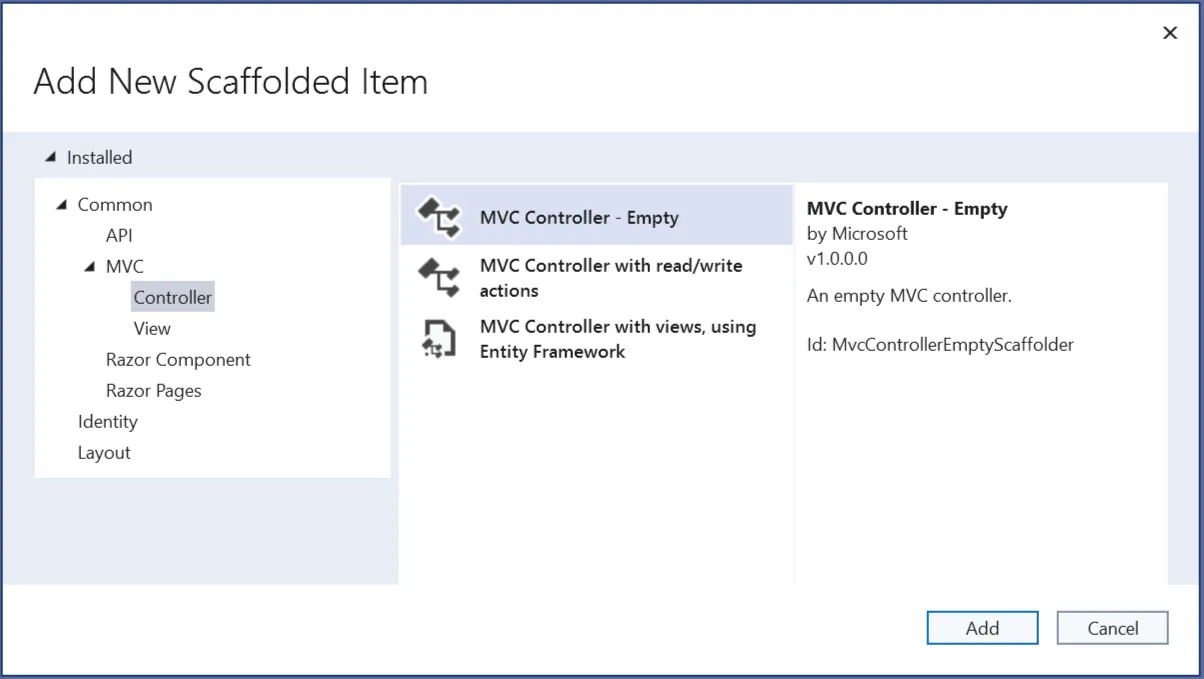 Add New Scaffolded Item
Installed
Common
API
MVC
Controller
View
Razor Component
Razor Pages
Identity
Layout
MVC Controller - Empty
MVC Controller with read/write
actions
MVC Controller with views, using
Entity Framework
MVC Controller - Empty
by Microsoft
v1.0.0.0
An empty MVC controller.
Id: MvcControllerEmptyScaffolder
Add
Cancel